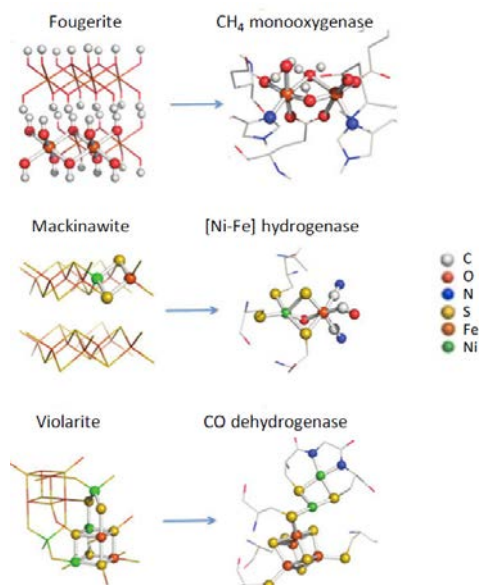 Fougerite
CH₄ monooxygenase
Mackinawite
[Ni-Fe] hydrogenase
C
O
N
S
Fe
Ni
Violarite
CO dehydrogenase